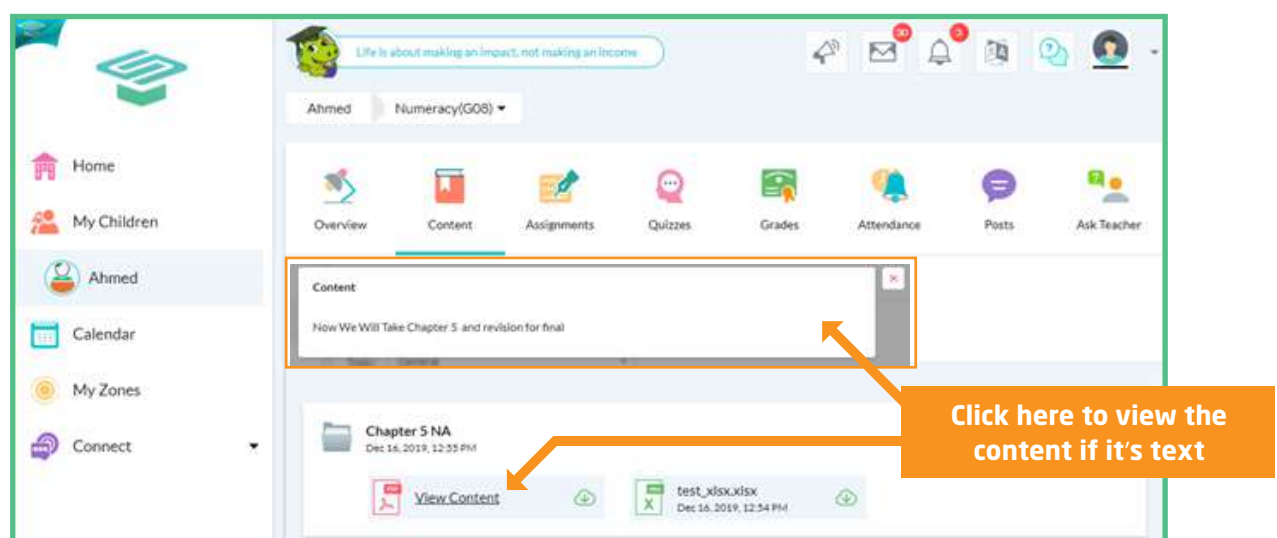 Life is about making an impact, not making an income
30
3
Ahmed
Numeracy(G08)
Home
My Children
Ahmed
Calendar
My Zones
Connect
Overview
Content
Assignments
Quizzes
Grades
Attendance
Posts
Ask Teacher
Content
Now We Will Take Chapter 5 and revision for final
General
Click here to view the
content if it's text
Chapter 5 NA
Dec 16, 2019, 12:55 PM
View Content
test_xlsx.xlsx
Dec 16, 2019, 12:54 PM